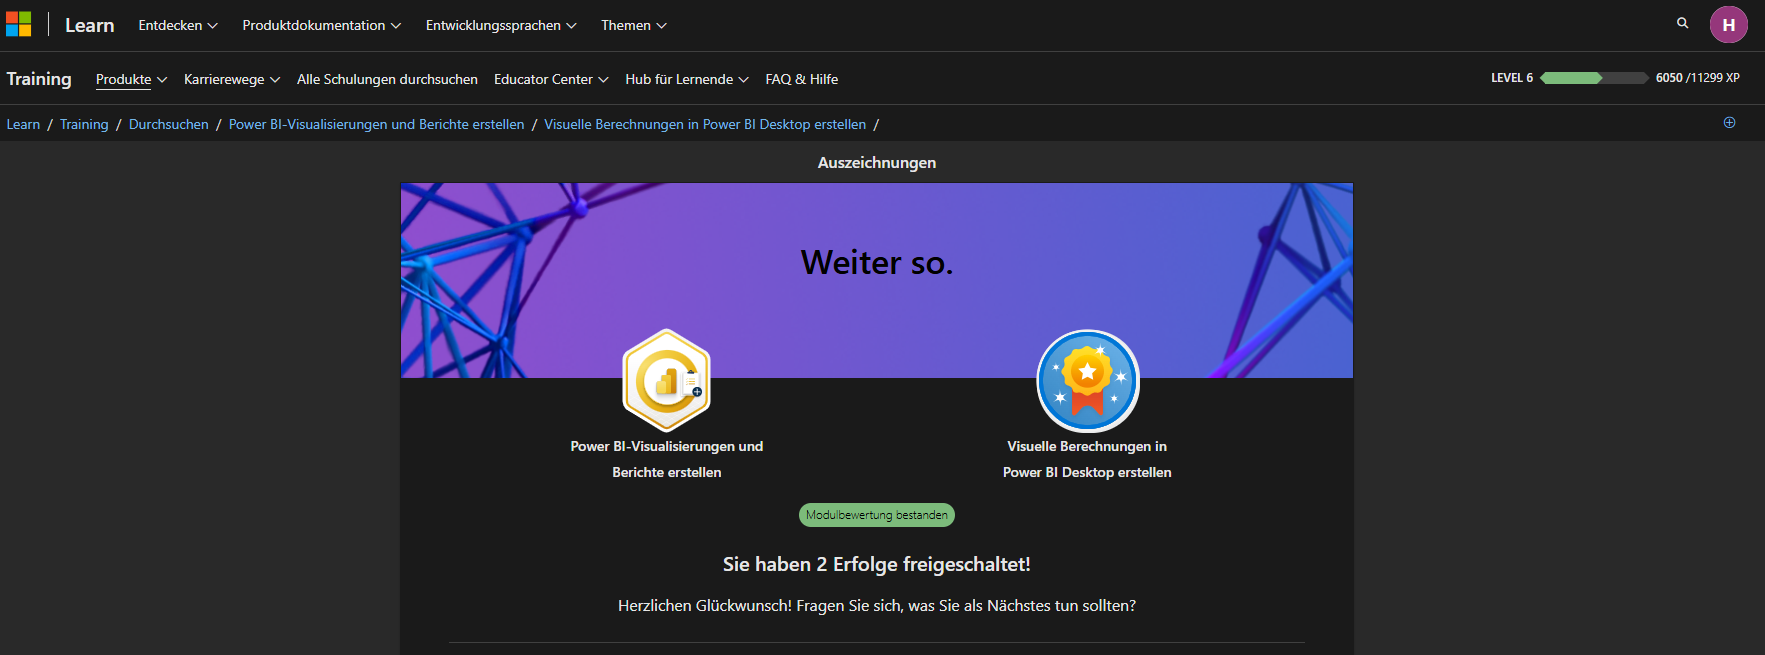 Learn Entdecken Produktdokumentation Entwicklungssprachen Themen H
Training Produkte Karrierewege Alle Schulungen durchsuchen Educator Center Hub für Lernende FAQ & Hilfe LEVEL 6 6050 /11299 XP
Learn / Training / Durchsuchen / Power BI-Visualisierungen und Berichte erstellen / Visuelle Berechnungen in Power BI Desktop erstellen /
Auszeichnungen
Weiter so.
Power BI-Visualisierungen und
Berichte erstellen
Visuelle Berechnungen in
Power BI Desktop erstellen
Modulbewertung bestanden
Sie haben 2 Erfolge freigeschaltet!
Herzlichen Glückwunsch! Fragen Sie sich, was Sie als Nächstes tun sollten?